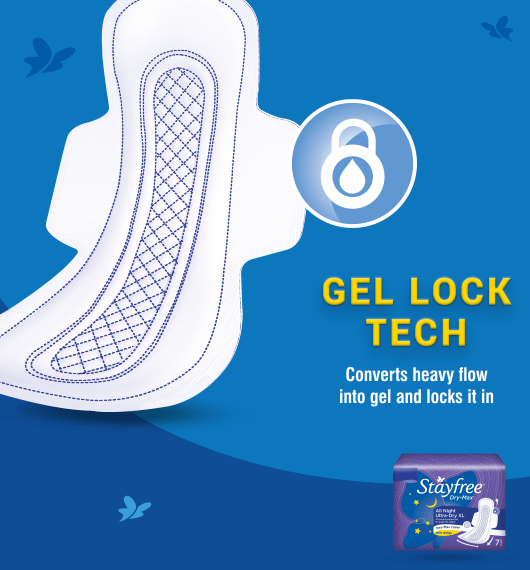 GEL LOCK
TECH
Converts heavy flow
into gel and locks it in
Stayfree
Dry-Max
All Night
Ultra-Dry XL